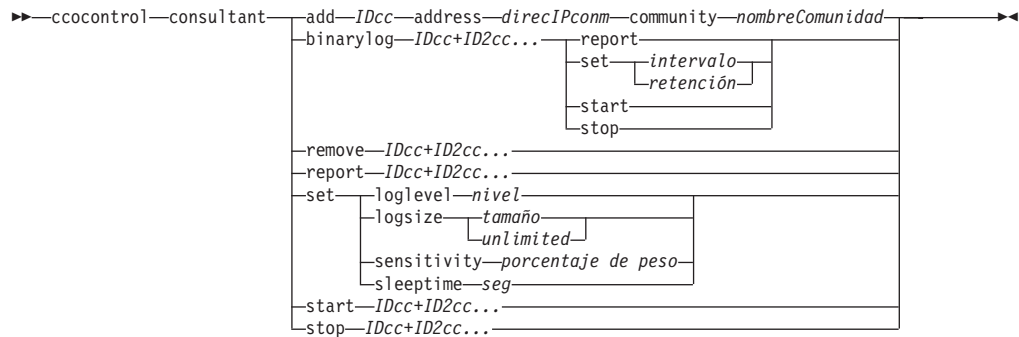 ccocontrol consultant add IDcc address direcIPconm community nombreComunidad
binarylog IDcc+ID2cc... report
set intervalo
retención
start
stop
remove IDcc+ID2cc...
report IDcc+ID2cc...
set loglevel nivel
logsize tamaño
unlimited
sensitivity porcentaje de peso
sleeptime seg
start IDcc+ID2cc...
stop IDcc+ID2cc...